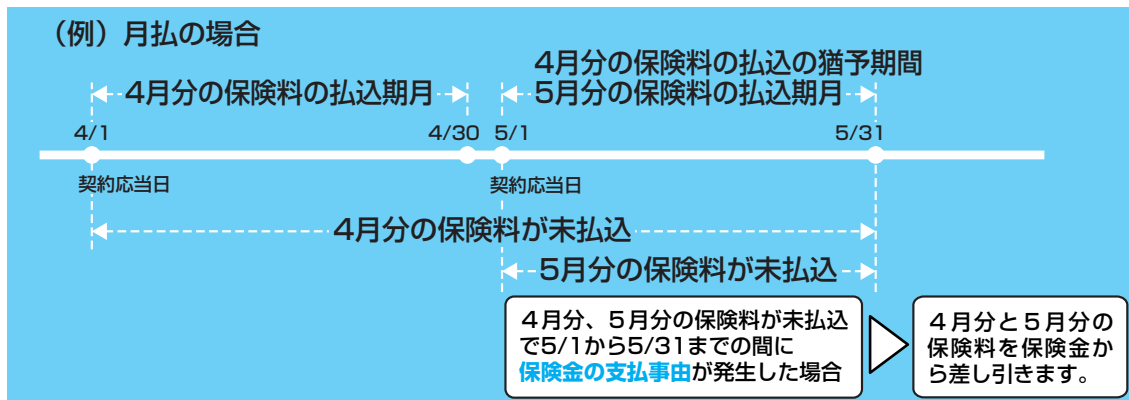 （例）月払の場合
4月分の保険料の払込の猶予期間
4月分の保険料の払込期月
5月分の保険料の払込期月
4/1
4/30
5/1
5/31
契約応当日
契約応当日
4月分の保険料が未払込
5月分の保険料が未払込
４月分、５月分の保険料が未払込
で5/1から5/31までの間に
保険金の支払事由が発生した場合
４月分と５月分の
保険料を保険金か
ら差し引きます。